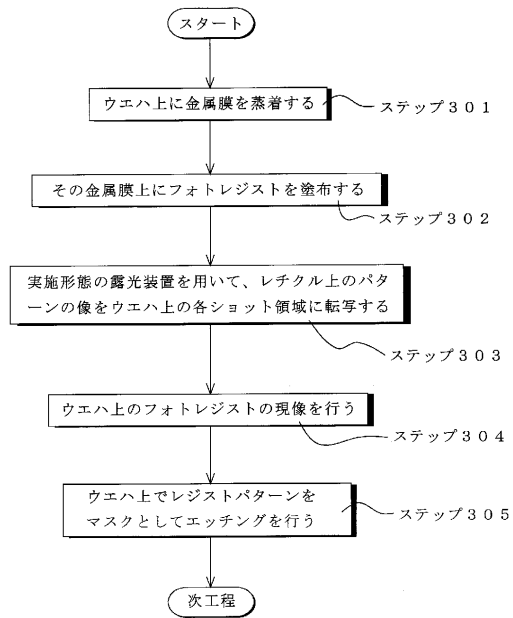 スタート
ウエハ上に金属膜を蒸着する
ステップ３０１
その金属膜上にフォトレジストを塗布する
ステップ３０２
実施形態の露光装置を用いて、レチクル上のパタ
ーンの像をウエハ上の各ショット領域に転写する
ステップ３０３
ウエハ上のフォトレジストの現像を行う
ステップ３０４
ウエハ上でレジストパターンを
マスクとしてエッチングを行う
ステップ３０５
次工程